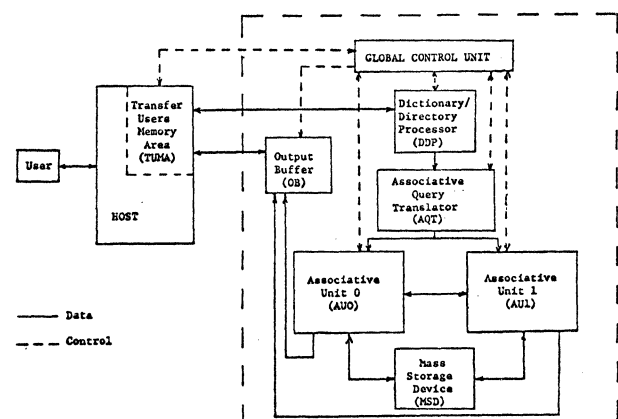 GLOBAL CONTROL UNIT
Transfer
Users
Memory
Area
(TUMA)
Dictionary/
Directory
Processor
(DDP)
User
Output
Buffer
(OB)
HOST
Associative
Query
Translator
(AQT)
Associative
Unit 0
(AU0)
Associative
Unit 1
(AU1)
Data
Control
Mass
Storage
Device
(MSD)